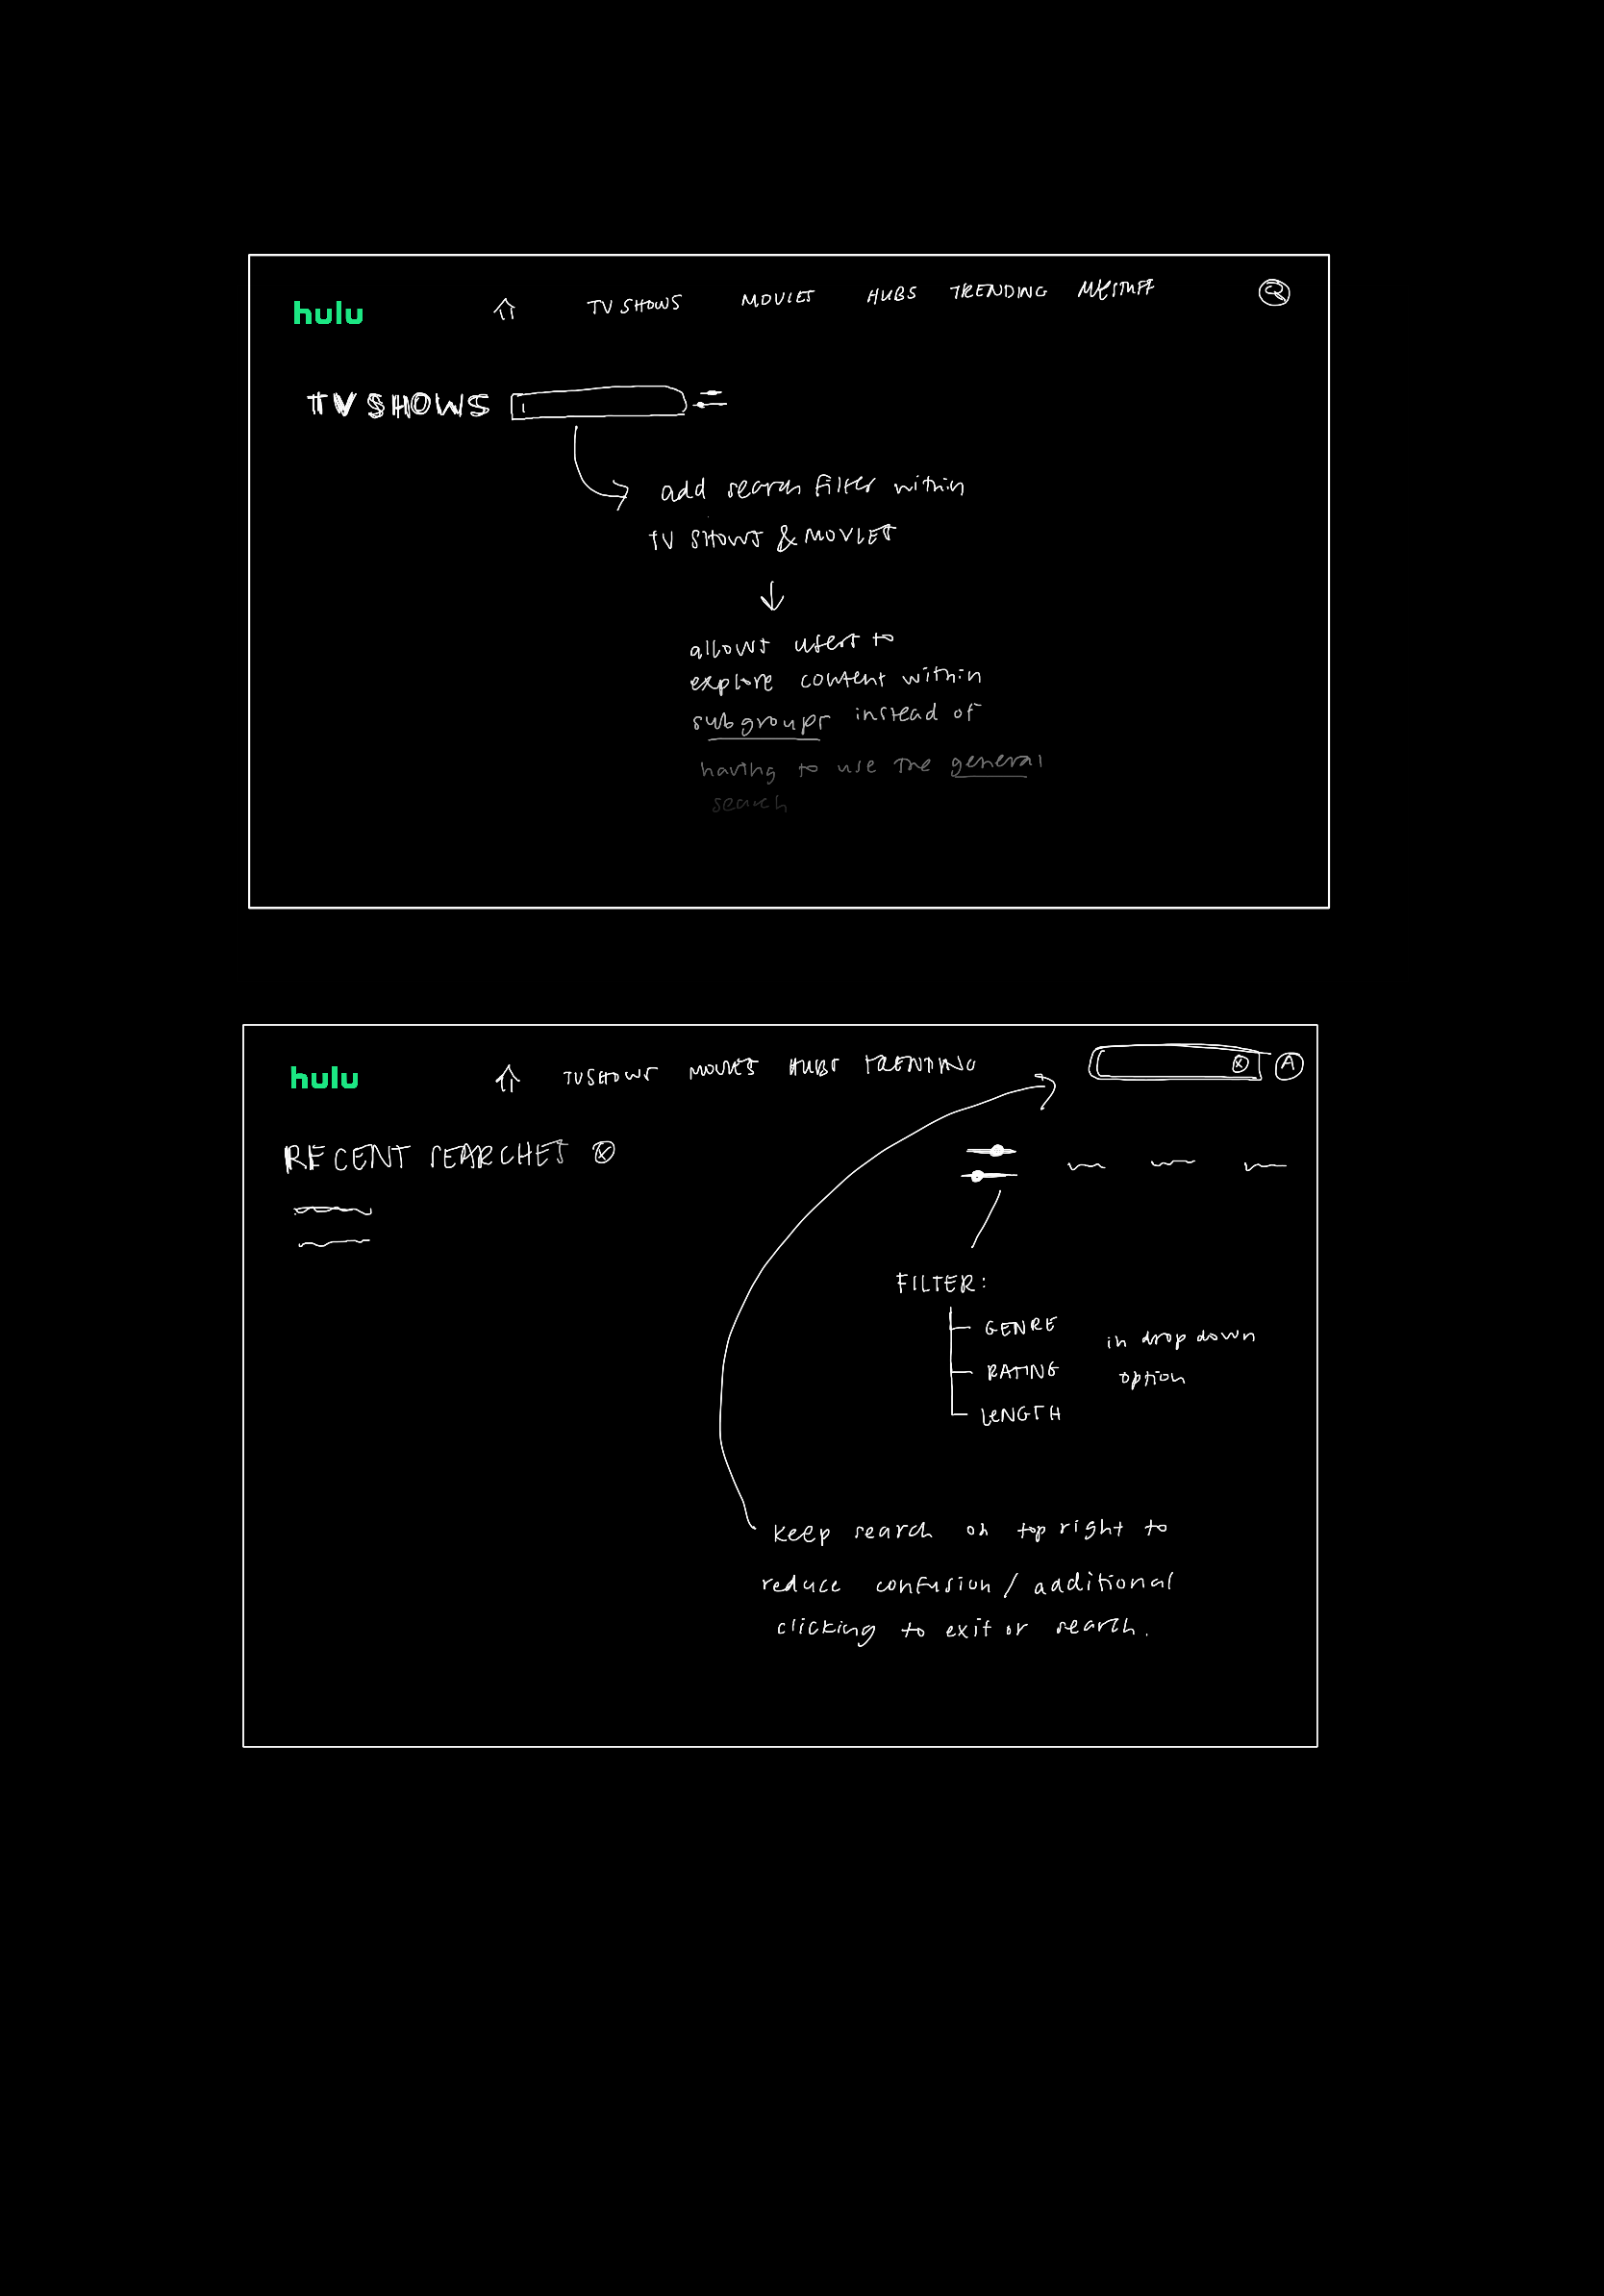 hulu
TV SHOWS MOVIES HUBS TRENDING MY STUFF
TV SHOWS
add search filter within
TV SHOWS & MOVIES
allows users to
explore content within
subgroups instead of
having to use the general
search
hulu
TV SHOWS MOVIES HUBS TRENDING
A
RECENT SEARCHES
FILTER:
GENRE
RATING
LENGTH
in drop down
option
keep search on top right to
reduce confusion / additional
clicking to exit or search.